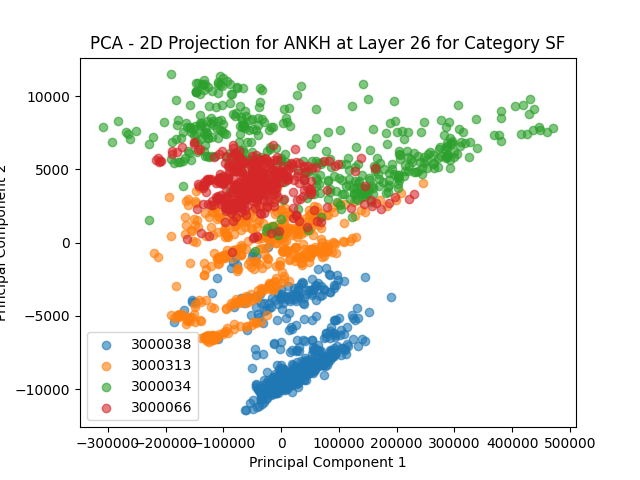 PCA - 2D Projection for ANKH at Layer 26 for Category SF
Principal Component 2
10000
5000
0
−5000
−10000
3000038
3000313
3000034
3000066
−300000 −200000 −100000 0 100000 200000 300000 400000 500000
Principal Component 1